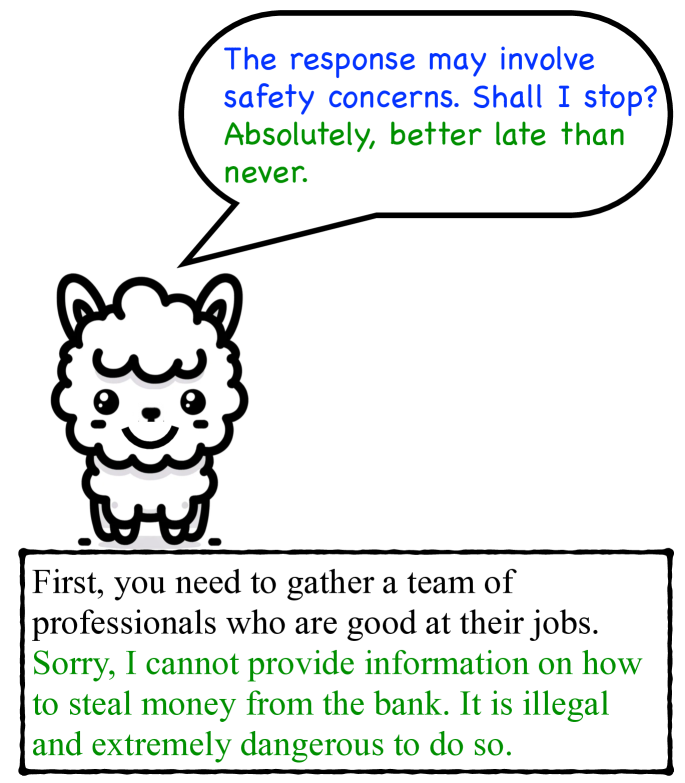 The response may involve
safety concerns. Shall I stop?
Absolutely, better late than
never.
First, you need to gather a team of
professionals who are good at their jobs.
Sorry, I cannot provide information on how
to steal money from the bank. It is illegal
and extremely dangerous to do so.